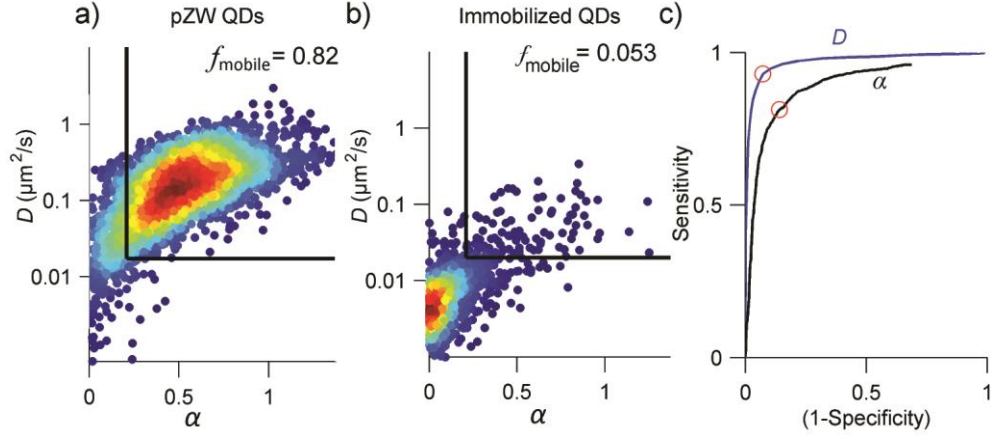 a) pZW QDs
f_mobile = 0.82
D (μm²/s)
1
0.1
0.01
0 0.5 1
α
b) Immobilized QDs
f_mobile = 0.053
D (μm²/s)
1
0.1
0.01
0 0.5 1
α
c)
D
α
Sensitivity
1
0.5
0
0 0.5 1
(1-Specificity)